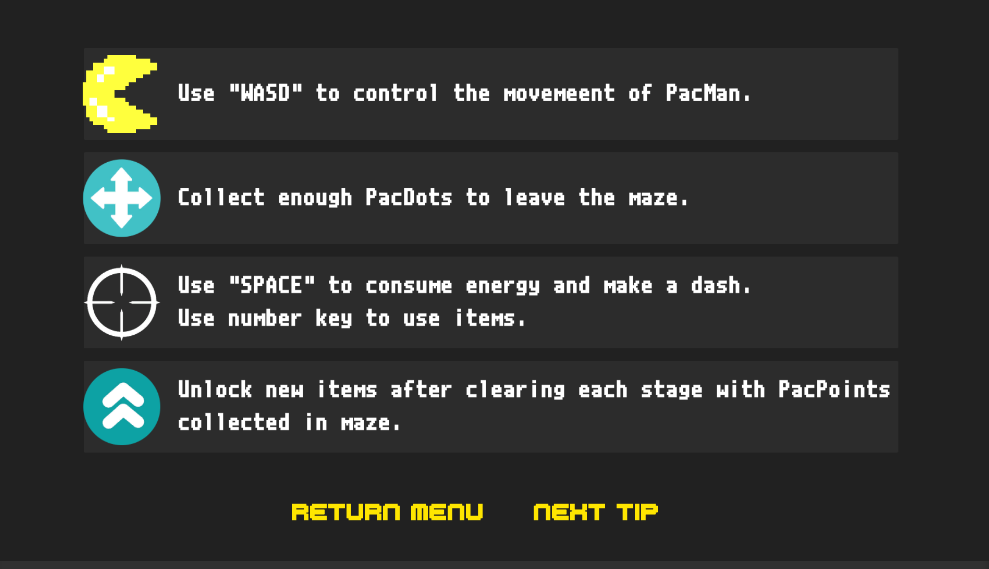 Use "WASD" to control the movemeent of PacMan.
Collect enough PacDots to leave the maze.
Use "SPACE" to consume energy and make a dash.
Use number key to use items.
Unlock new items after clearing each stage with PacPoints
collected in maze.
RETURN MENU
NEXT TIP